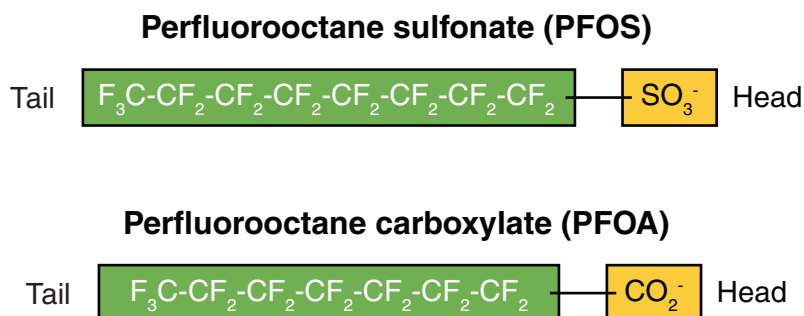 Perfluorooctane sulfonate (PFOS)
Tail F₃C-CF₂-CF₂-CF₂-CF₂-CF₂-CF₂-CF₂ SO₃⁻ Head
Perfluorooctane carboxylate (PFOA)
Tail F₃C-CF₂-CF₂-CF₂-CF₂-CF₂-CF₂ CO₂⁻ Head